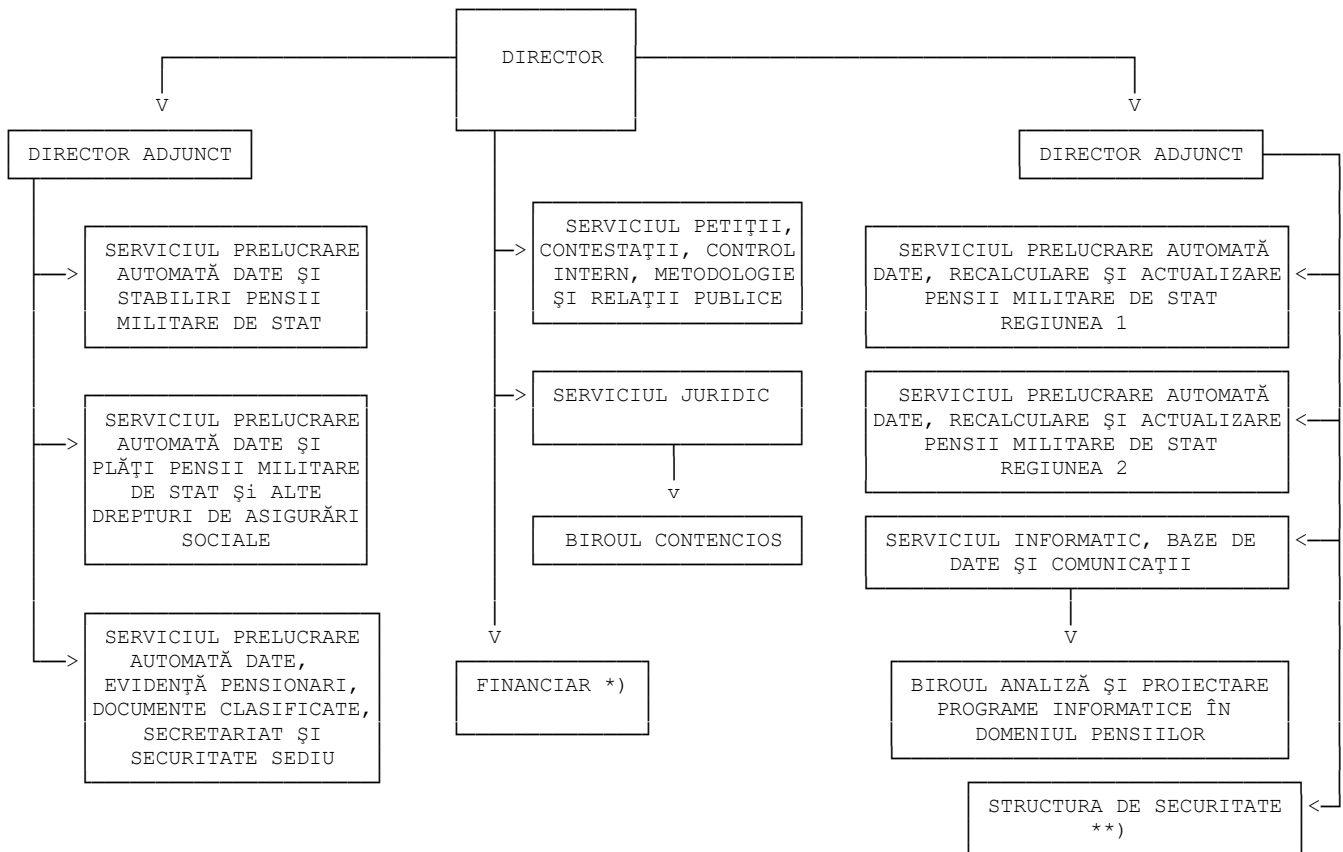 DIRECTOR
DIRECTOR ADJUNCT
SERVICIUL PRELUCRARE
AUTOMATĂ DATE ŞI
STABILIRI PENSII
MILITARE DE STAT
SERVICIUL PRELUCRARE
AUTOMATĂ DATE ŞI
PLĂŢI PENSII MILITARE
DE STAT Şi ALTE
DREPTURI DE ASIGURĂRI
SOCIALE
SERVICIUL PRELUCRARE
AUTOMATĂ DATE,
EVIDENŢĂ PENSIONARI,
DOCUMENTE CLASIFICATE,
SECRETARIAT ŞI
SECURITATE SEDIU
SERVICIUL PETIŢII,
CONTESTAŢII, CONTROL
INTERN, METODOLOGIE
ŞI RELAŢII PUBLICE
SERVICIUL JURIDIC
BIROUL CONTENCIOS
FINANCIAR *)
DIRECTOR ADJUNCT
SERVICIUL PRELUCRARE AUTOMATĂ
DATE, RECALCULARE ŞI ACTUALIZARE
PENSII MILITARE DE STAT
REGIUNEA 1
SERVICIUL PRELUCRARE AUTOMATĂ
DATE, RECALCULARE ŞI ACTUALIZARE
PENSII MILITARE DE STAT
REGIUNEA 2
SERVICIUL INFORMATIC, BAZE DE
DATE ŞI COMUNICAŢII
BIROUL ANALIZĂ ŞI PROIECTARE
PROGRAME INFORMATICE ÎN
DOMENIUL PENSIILOR
STRUCTURA DE SECURITATE
**)